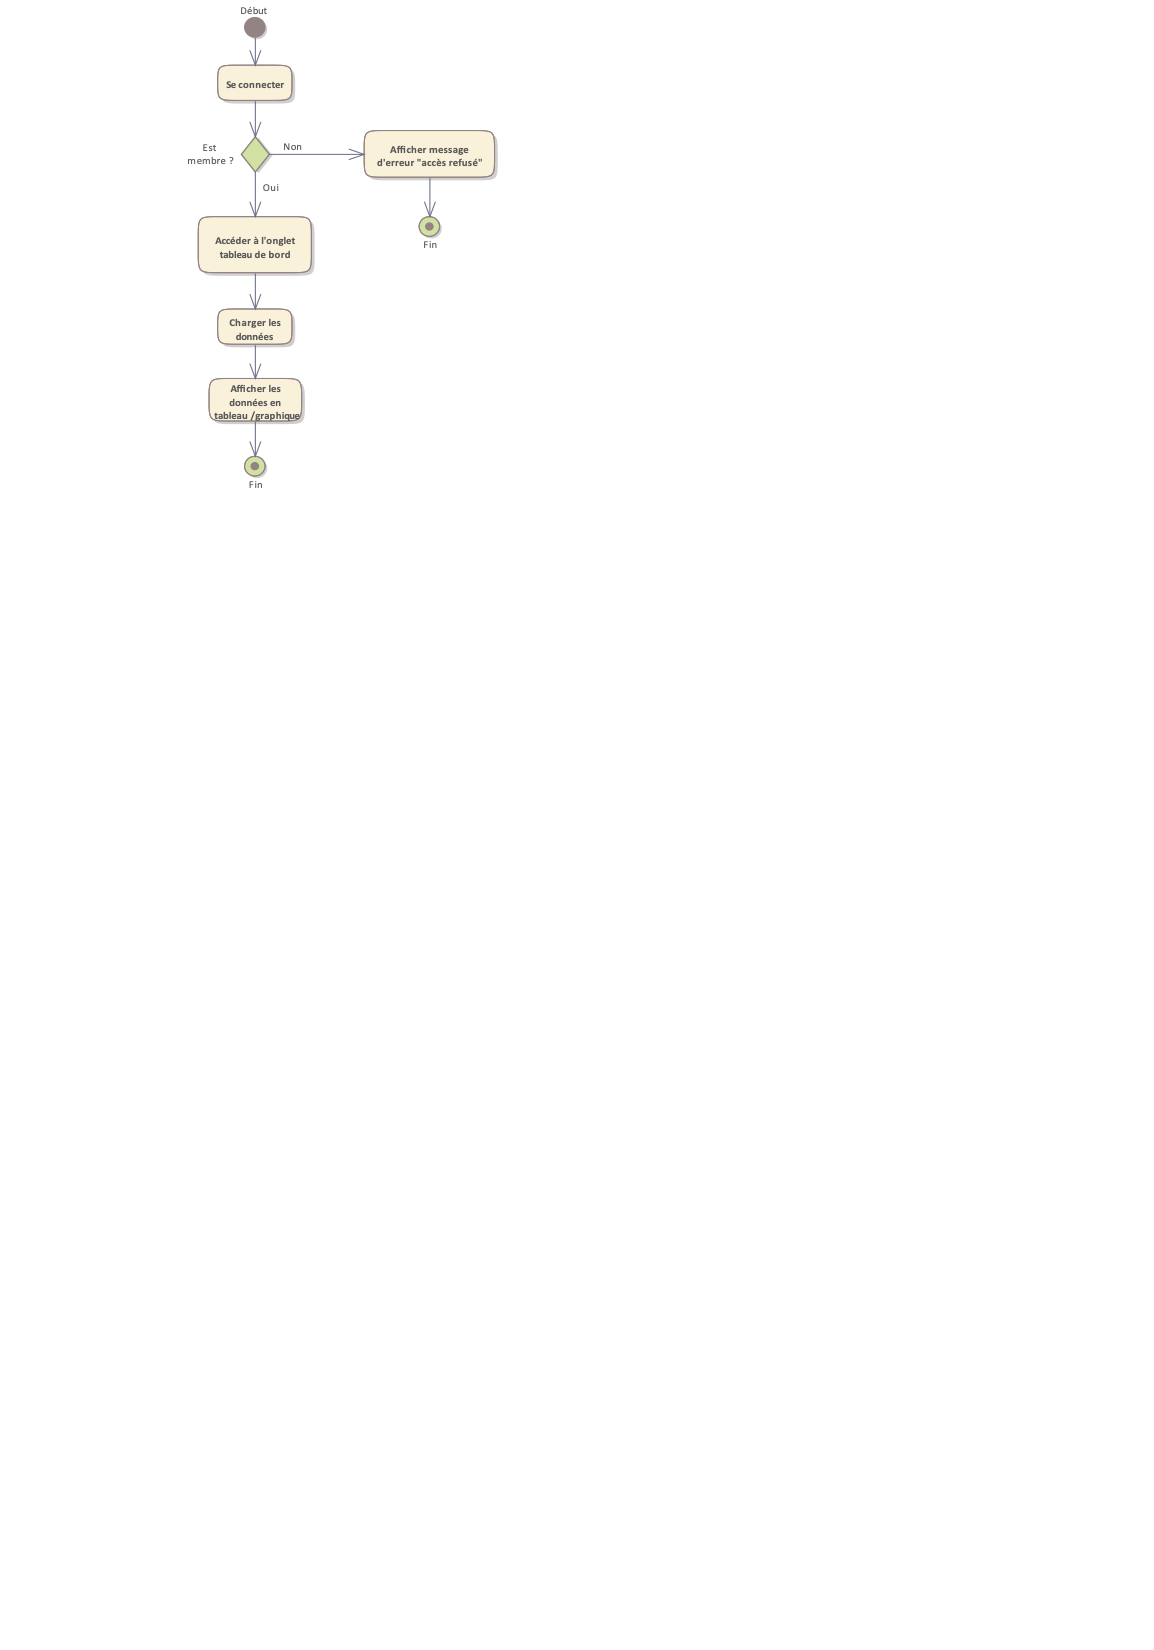 Début
Se connecter
Est
membre ?
Non
Afficher message
d'erreur "accès refusé"
Oui
Fin
Accéder à l'onglet
tableau de bord
Charger les
données
Afficher les
données en
tableau /graphique
Fin